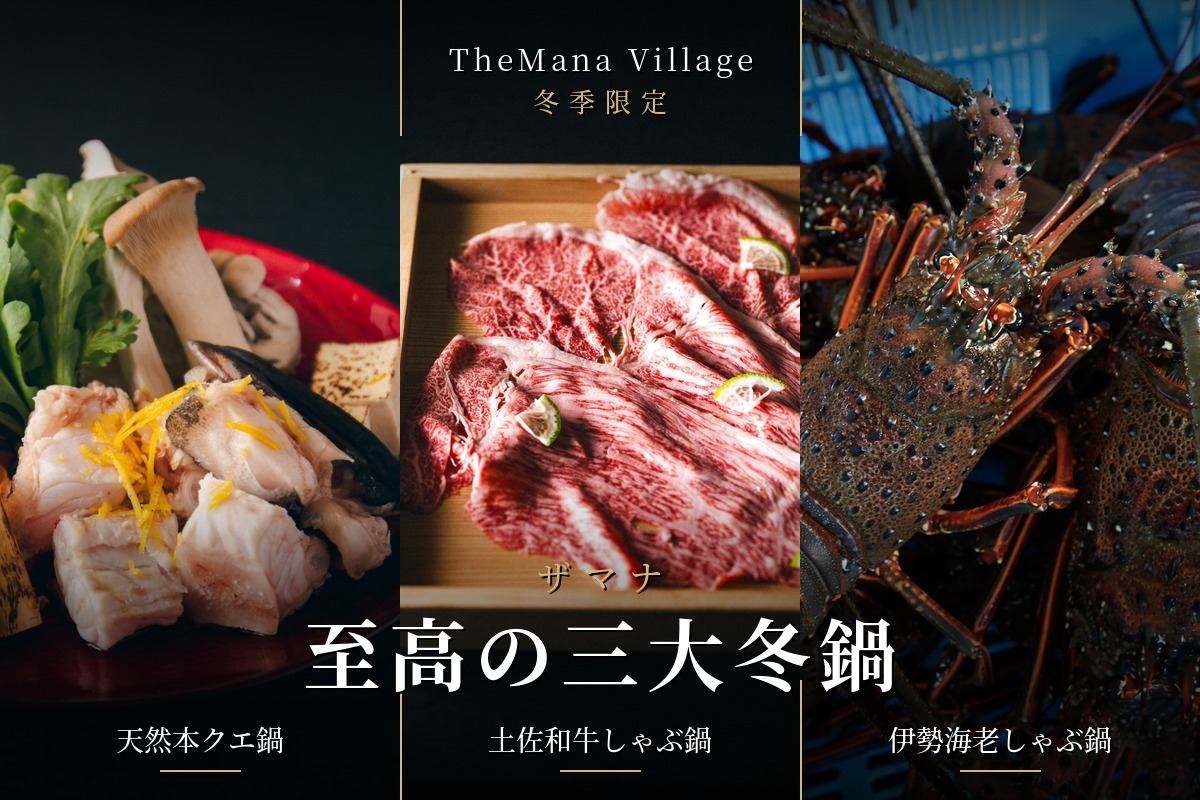 TheMana Village
冬季限定
ザマナ
至高の三大冬鍋
天然本クエ鍋
土佐和牛しゃぶ鍋
伊勢海老しゃぶ鍋